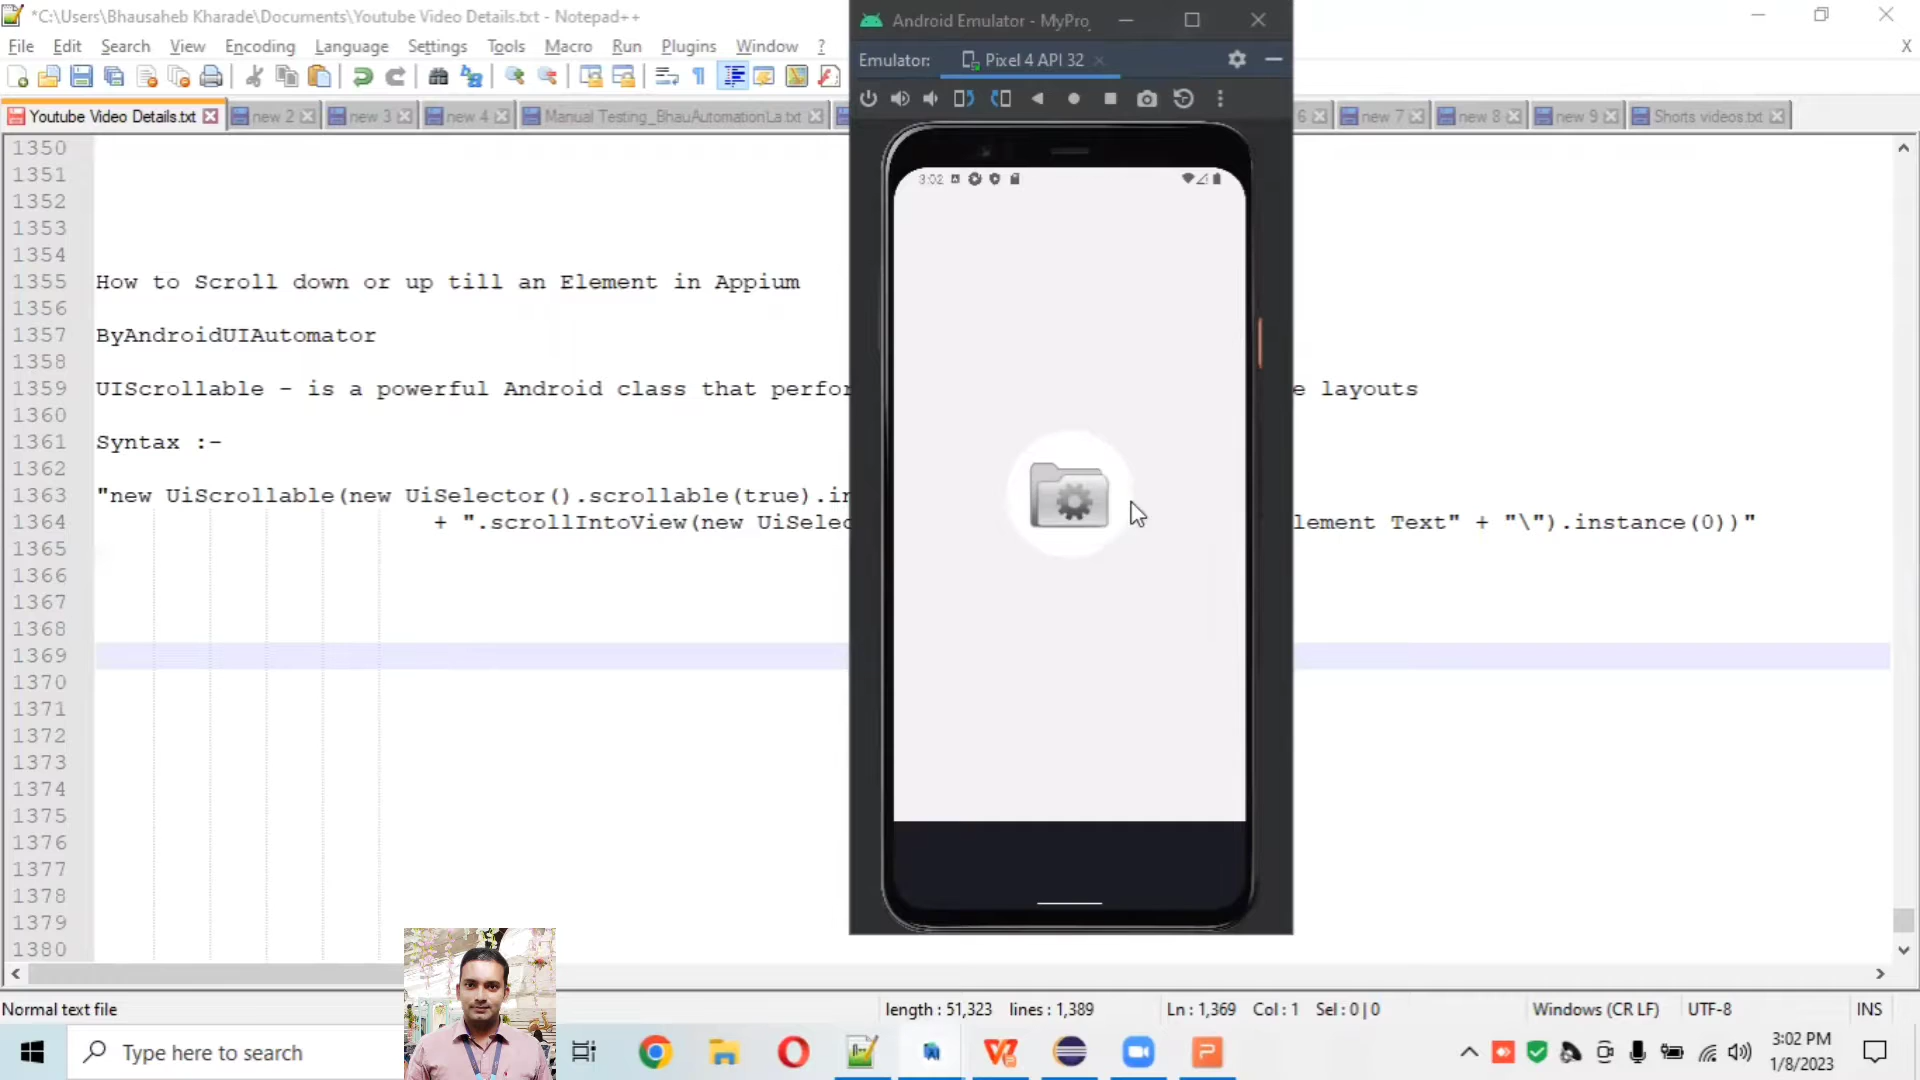 *C:\Users\Bhausaheb Kharade\Documents\Youtube Video Details.txt - Notepad++
File Edit Search View Encoding Language Settings Tools Macro Run Plugins Window ?
X
Youtube Video Details.txt new 2 new 3 new 4 Manual Testing_BhauAutomationLa.txt 6 new 7 new 8 new 9 Shorts videos.txt
Android Emulator - MyPro
Emulator: Pixel 4 API 32
3:02
1350
1351
1352
1353
1354
1355 How to Scroll down or up till an Element in Appium
1356
1357 ByAndroidUIAutomator
1358
1359 UIScrollable - is a powerful Android class that perfor e layouts
1360
1361 Syntax :-
1362
1363 "new UiScrollable(new UiSelector().scrollable(true).in
1364 + ".scrollIntoView(new UiSelec lement Text" + "\").instance(0))"
1365
1366
1367
1368
1369
1370
1371
1372
1373
1374
1375
1376
1377
1378
1379
1380
Normal text file length : 51,323 lines : 1,389 Ln : 1,369 Col : 1 Sel : 0 | 0 Windows (CR LF) UTF-8 INS
Type here to search
3:02 PM
1/8/2023